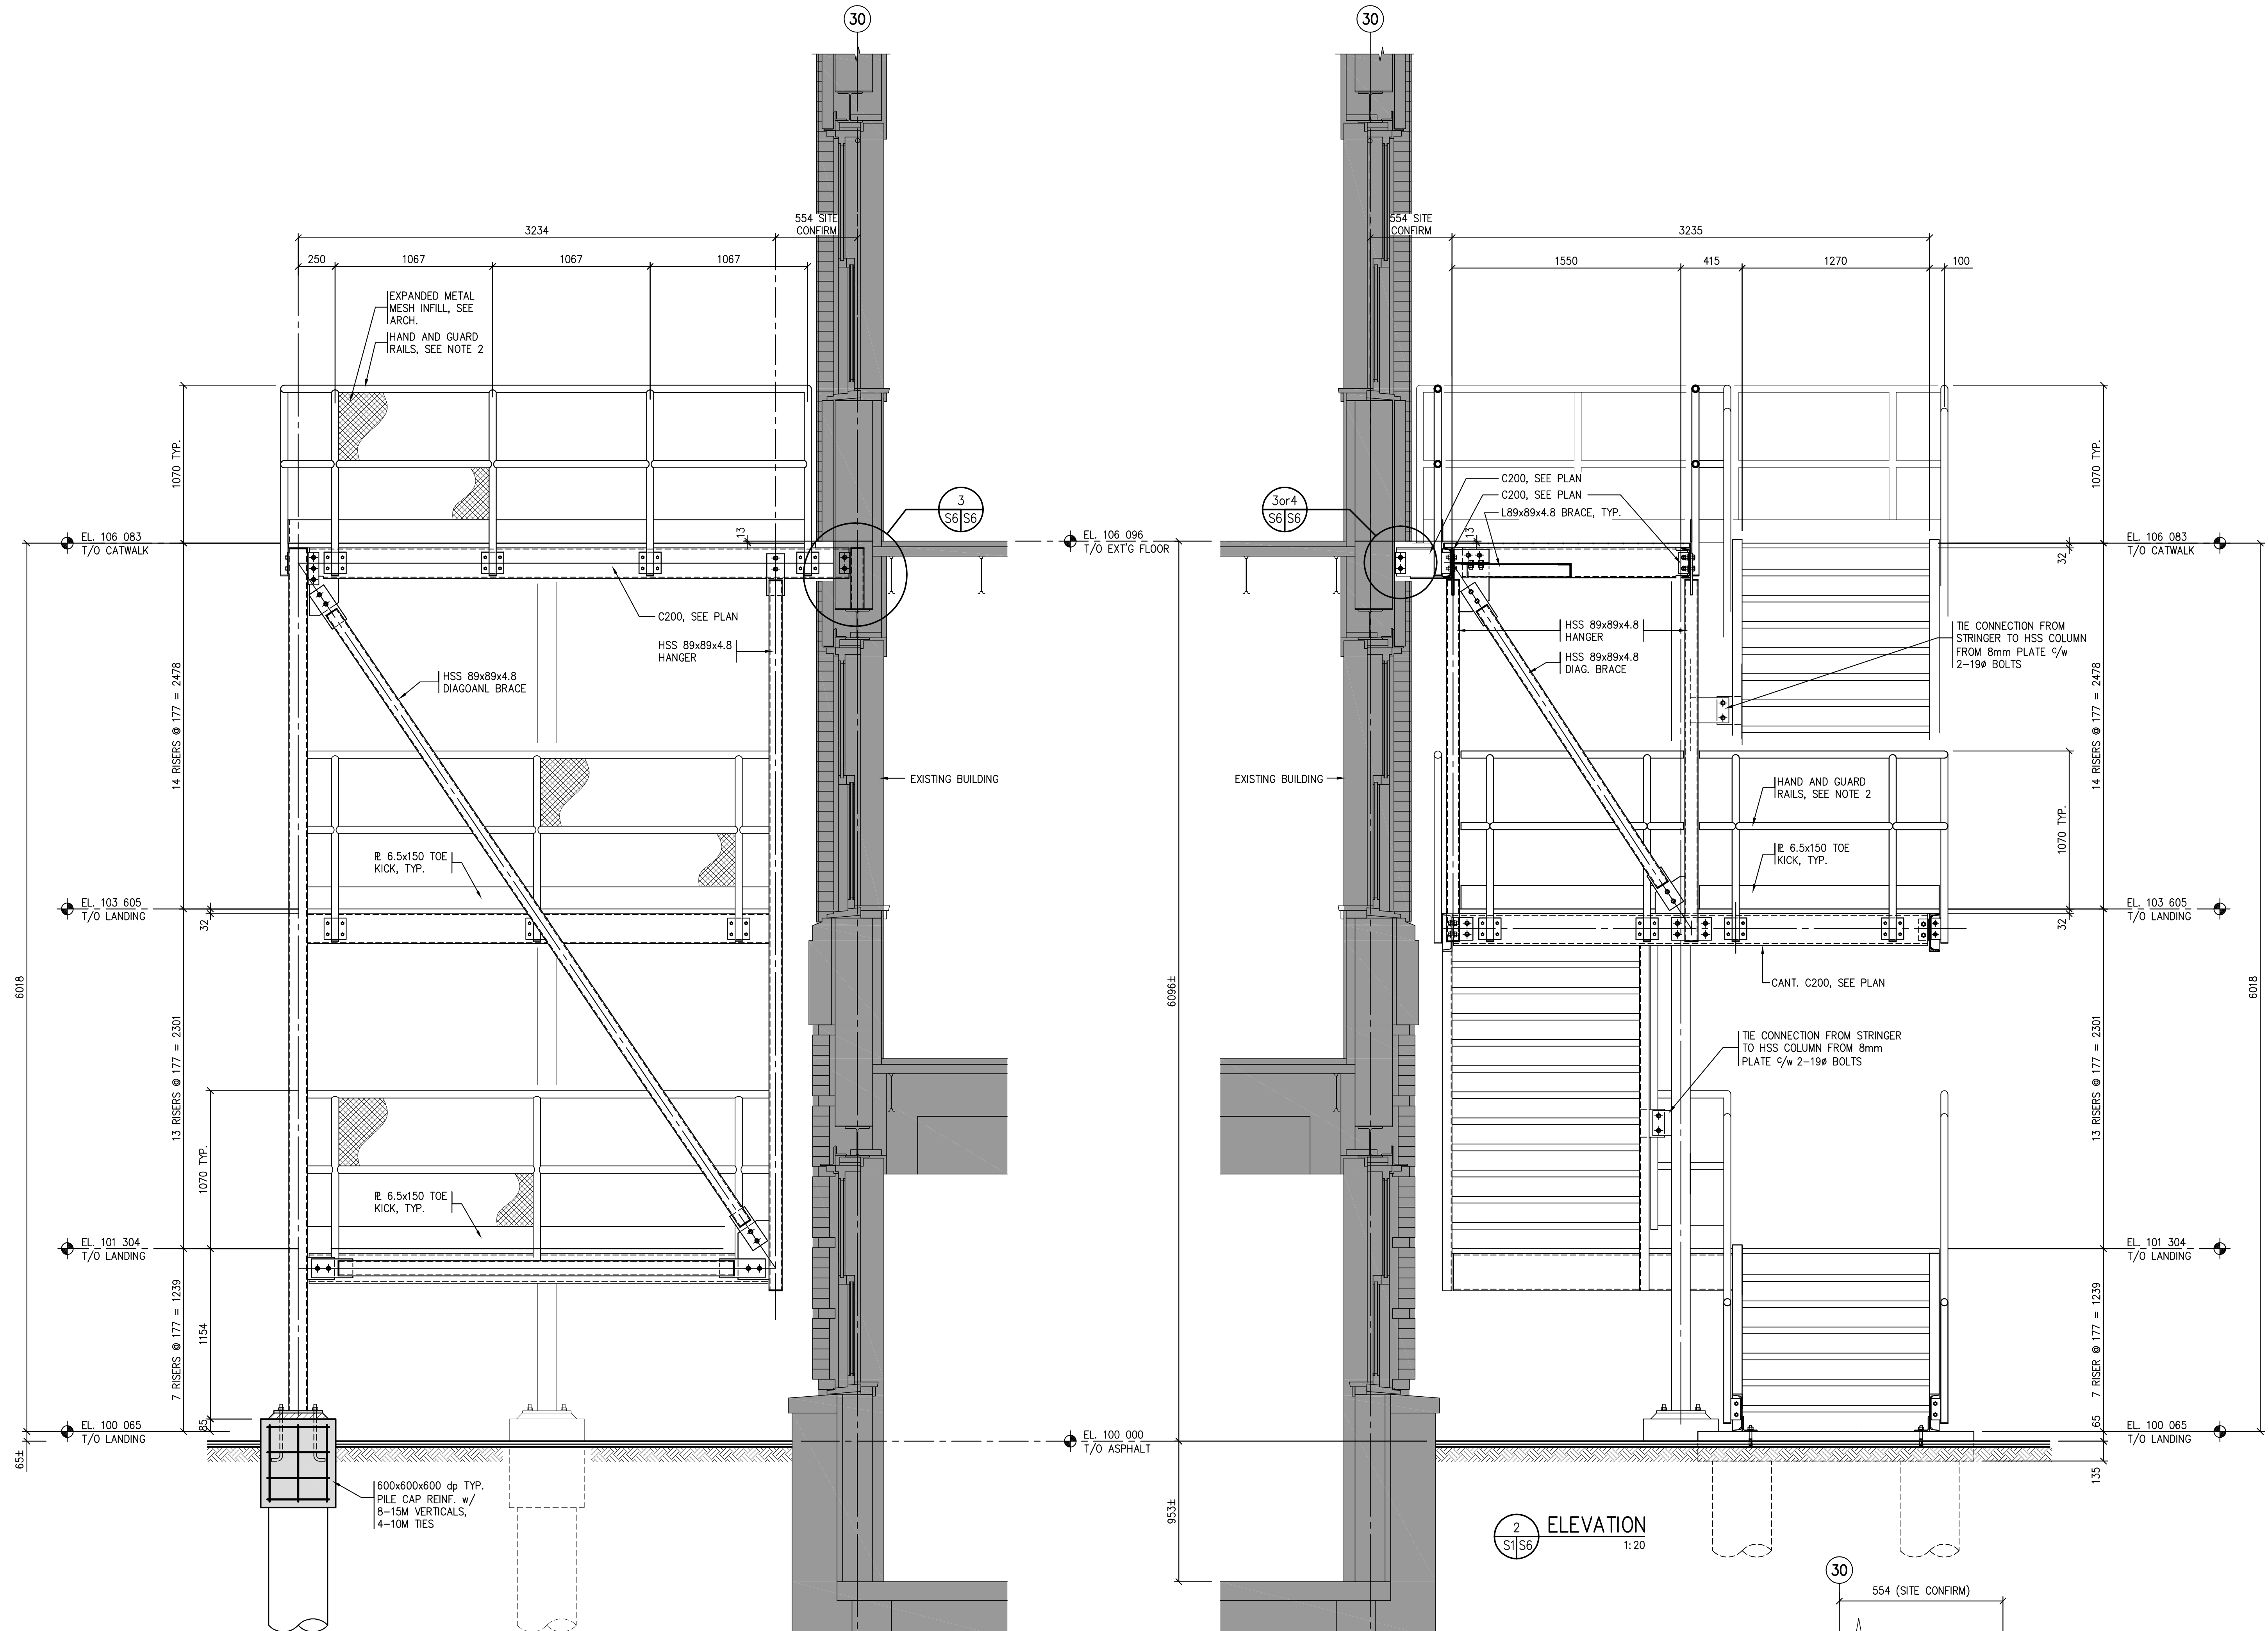 30
30
554 SITE
CONFIRM
3234
250
1067
1067
1067
EXPANDED METAL
MESH INFILL, SEE
ARCH.
HAND AND GUARD
RAILS, SEE NOTE 2
1070 TYP.
13
3
S6 S6
EL. 106 083
T/O CATWALK
C200, SEE PLAN
HSS 89x89x4.8
HANGER
HSS 89x89x4.8
DIAGOANL BRACE
14 RISERS @ 177 = 2478
EXISTING BUILDING
℄ 6.5x150 TOE
KICK, TYP.
EL. 103 605
T/O LANDING
32
6018
13 RISERS @ 177 = 2301
1070 TYP.
℄ 6.5x150 TOE
KICK, TYP.
EL. 101 304
T/O LANDING
7 RISERS @ 177 = 1239
1154
85
EL. 100 065
T/O LANDING
65±
600x600x600 dp TYP.
PILE CAP REINF. w/
8-15M VERTICALS,
4-10M TIES
EL. 106 096
T/O EXT'G FLOOR
6096±
EL. 100 000
T/O ASPHALT
953±
554 SITE
CONFIRM
3235
1550
415
1270
100
3or4
S6 S6
C200, SEE PLAN
C200, SEE PLAN
L89x89x4.8 BRACE, TYP.
13
1070 TYP.
EL. 106 083
T/O CATWALK
32
HSS 89x89x4.8
HANGER
HSS 89x89x4.8
DIAG. BRACE
TIE CONNECTION FROM
STRINGER TO HSS COLUMN
FROM 8mm PLATE c/w
2-19ø BOLTS
14 RISERS @ 177 = 2478
EXISTING BUILDING
HAND AND GUARD
RAILS, SEE NOTE 2
1070 TYP.
℄ 6.5x150 TOE
KICK, TYP.
EL. 103 605
T/O LANDING
32
CANT. C200, SEE PLAN
6018
TIE CONNECTION FROM STRINGER
TO HSS COLUMN FROM 8mm
PLATE c/w 2-19ø BOLTS
13 RISERS @ 177 = 2301
EL. 101 304
T/O LANDING
7 RISER @ 177 = 1239
65
EL. 100 065
T/O LANDING
135
2
S1 S6
ELEVATION
1:20
30
554 (SITE CONFIRM)